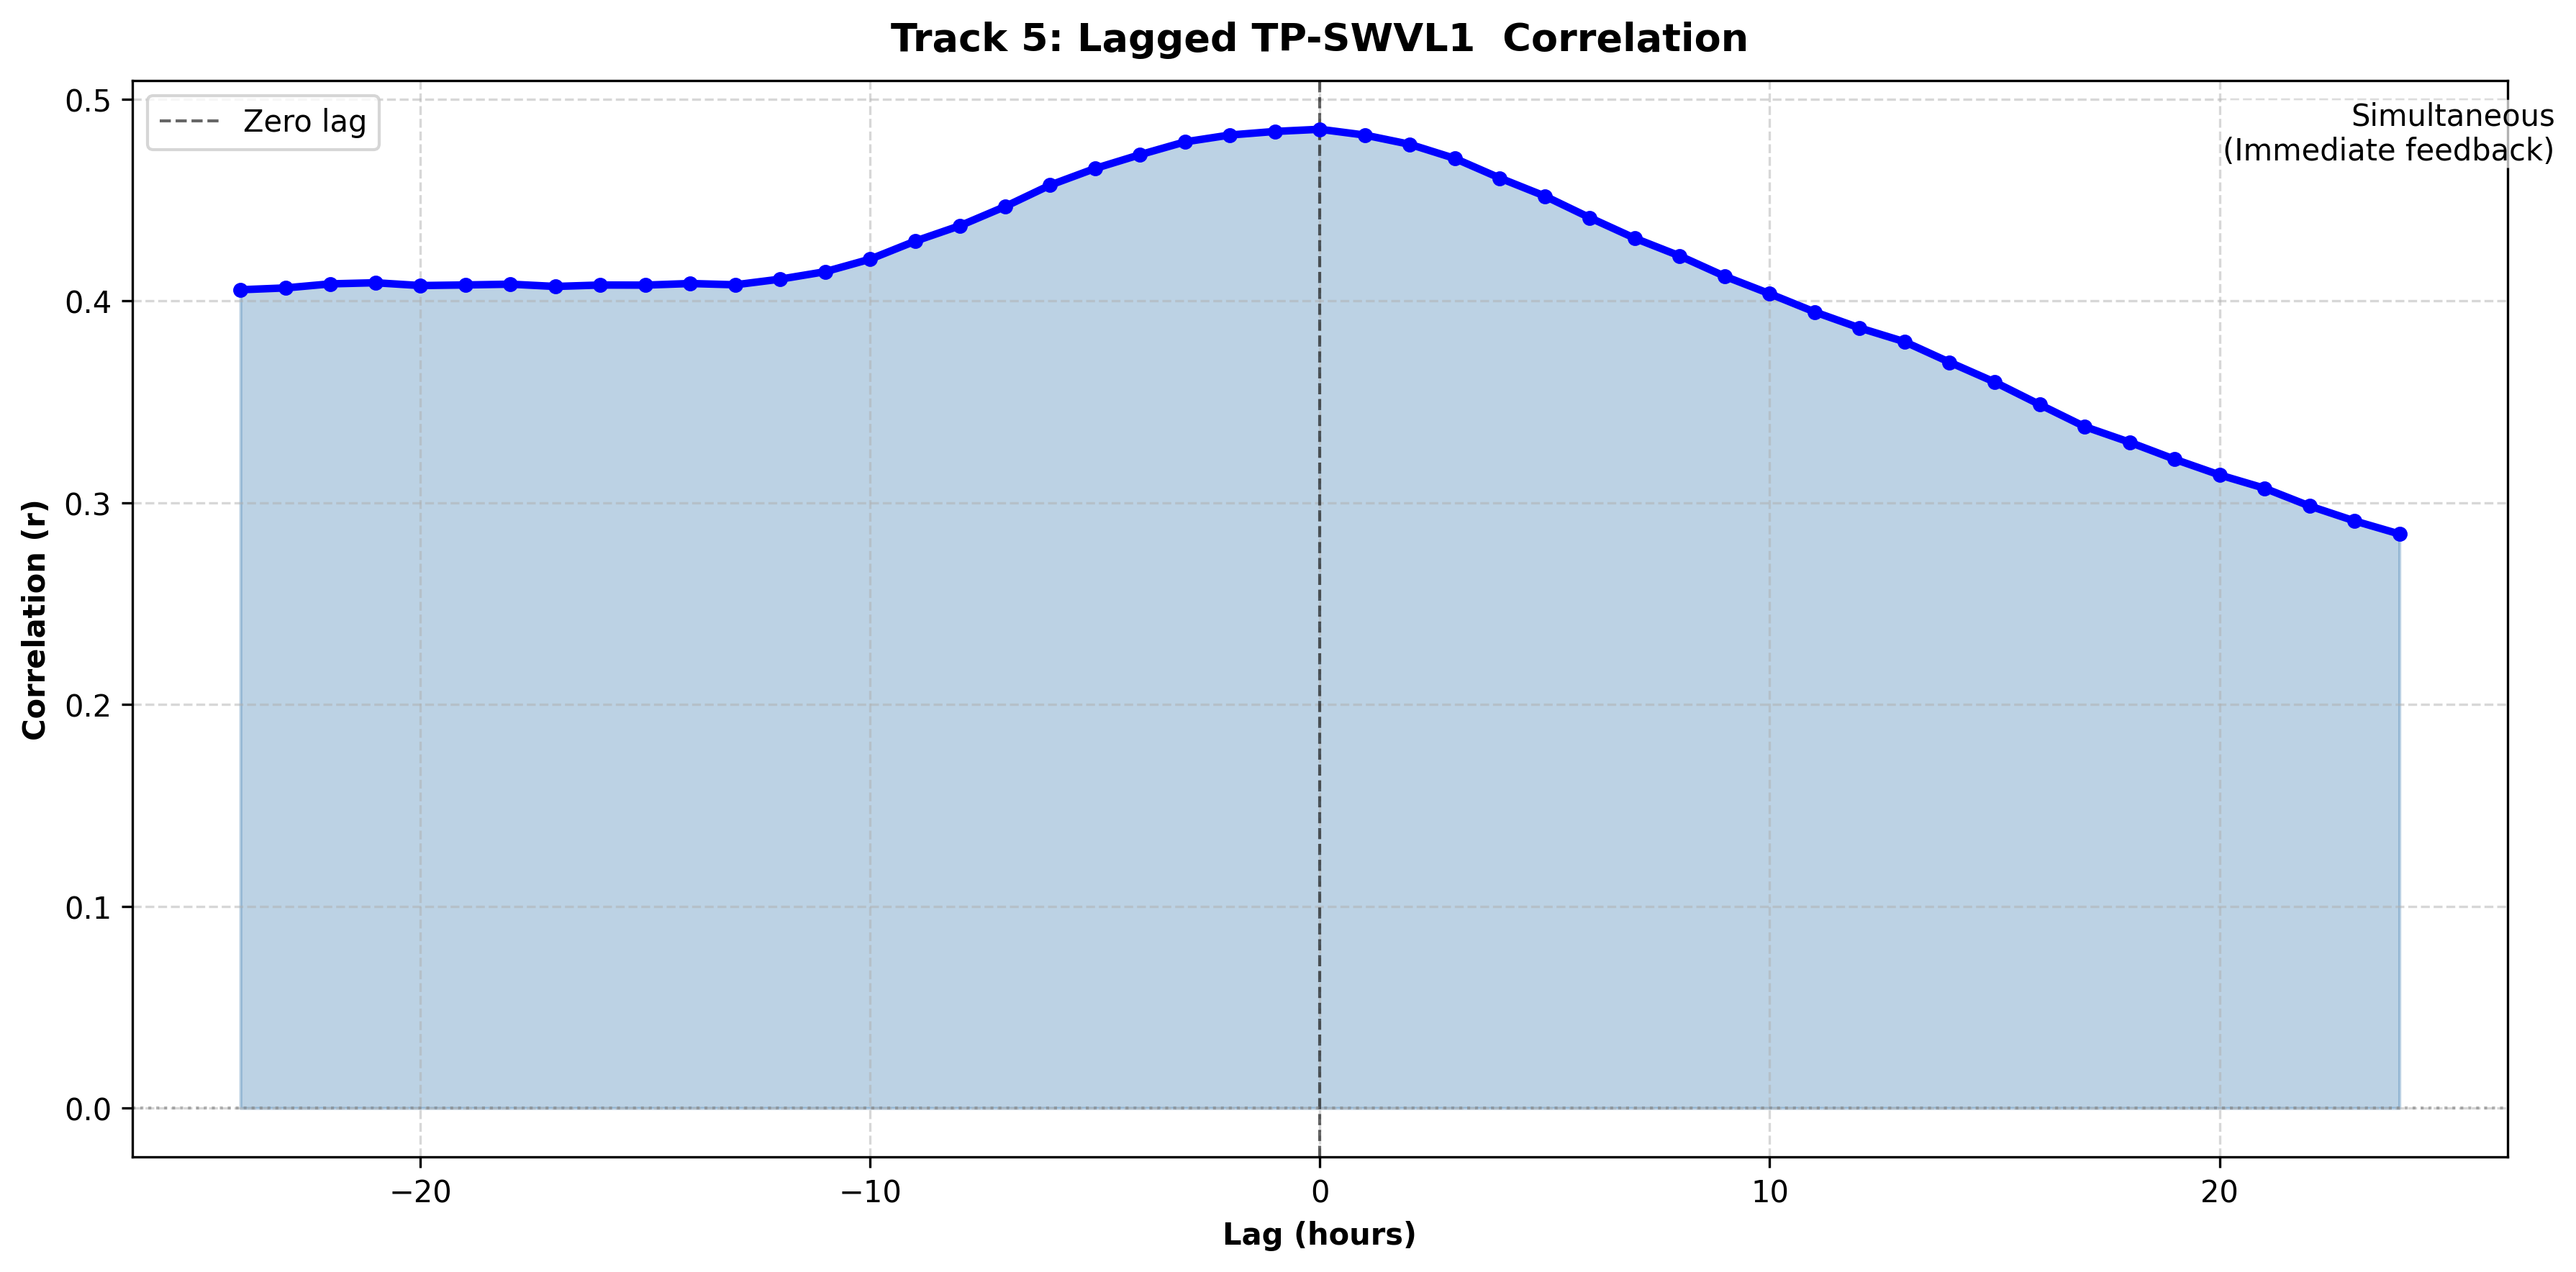 Track 5: Lagged TP-SWVL1  Correlation
Zero lag
Simultaneous
(Immediate feedback)
Correlation (r)
0.5
0.4
0.3
0.2
0.1
0.0
−20 −10 0 10 20
Lag (hours)